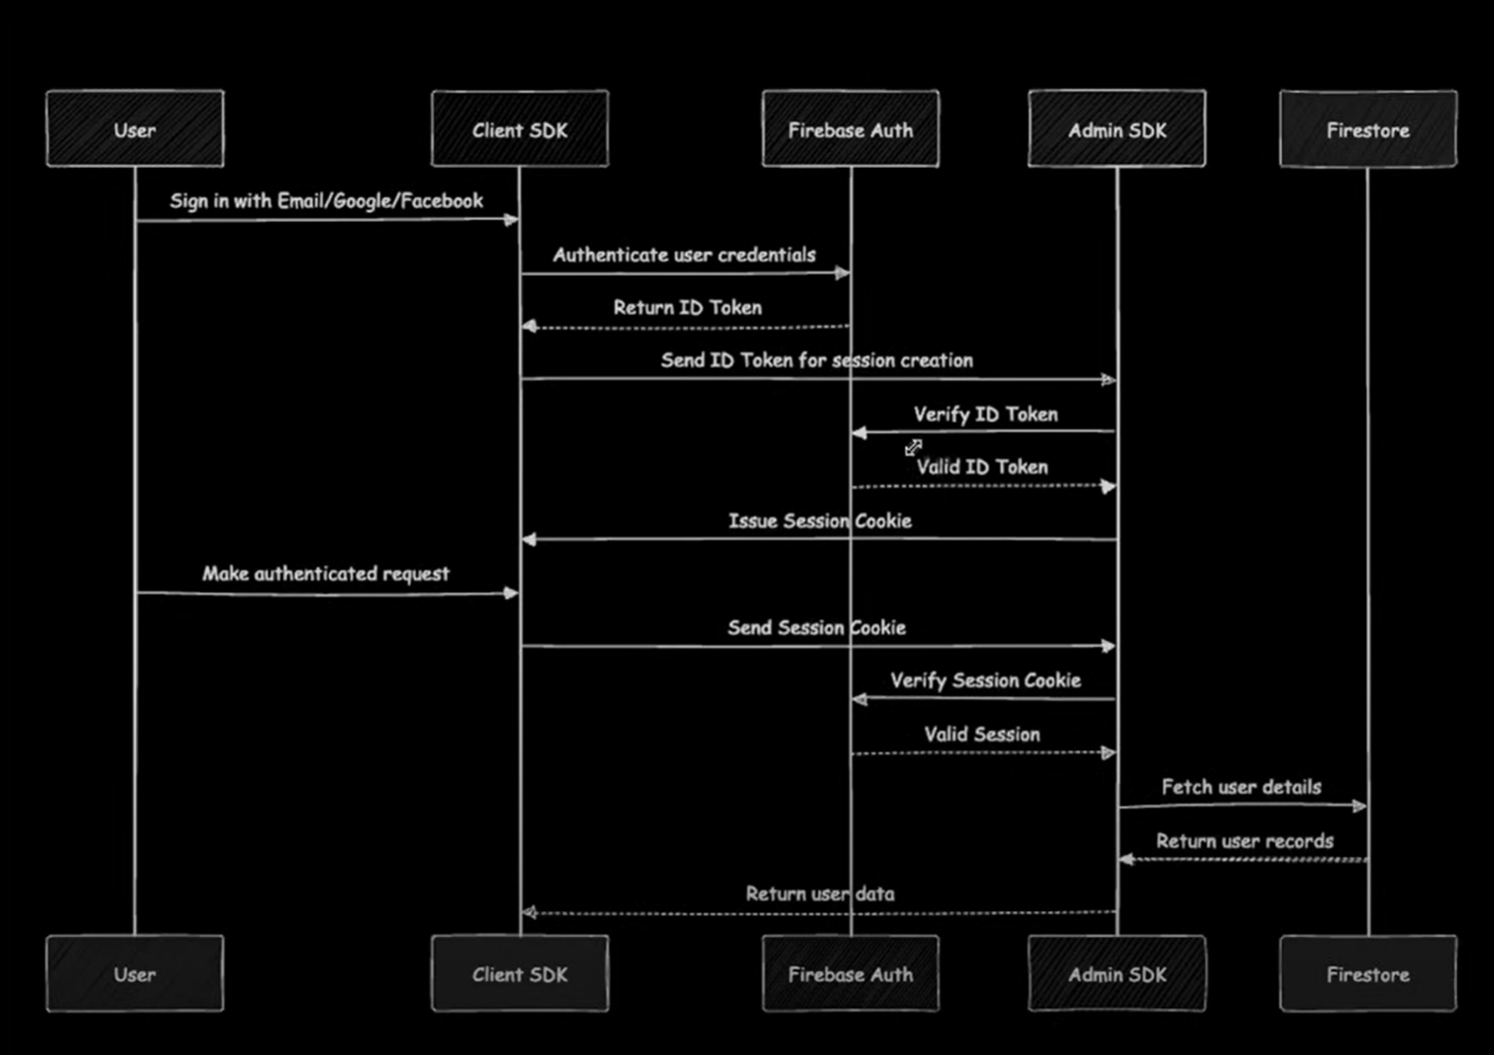 User
Client SDK
Firebase Auth
Admin SDK
Firestore
Sign in with Email/Google/Facebook
Authenticate user credentials
Return ID Token
Send ID Token for session creation
Verify ID Token
Valid ID Token
Issue Session Cookie
Make authenticated request
Send Session Cookie
Verify Session Cookie
Valid Session
Fetch user details
Return user records
Return user data
User
Client SDK
Firebase Auth
Admin SDK
Firestore